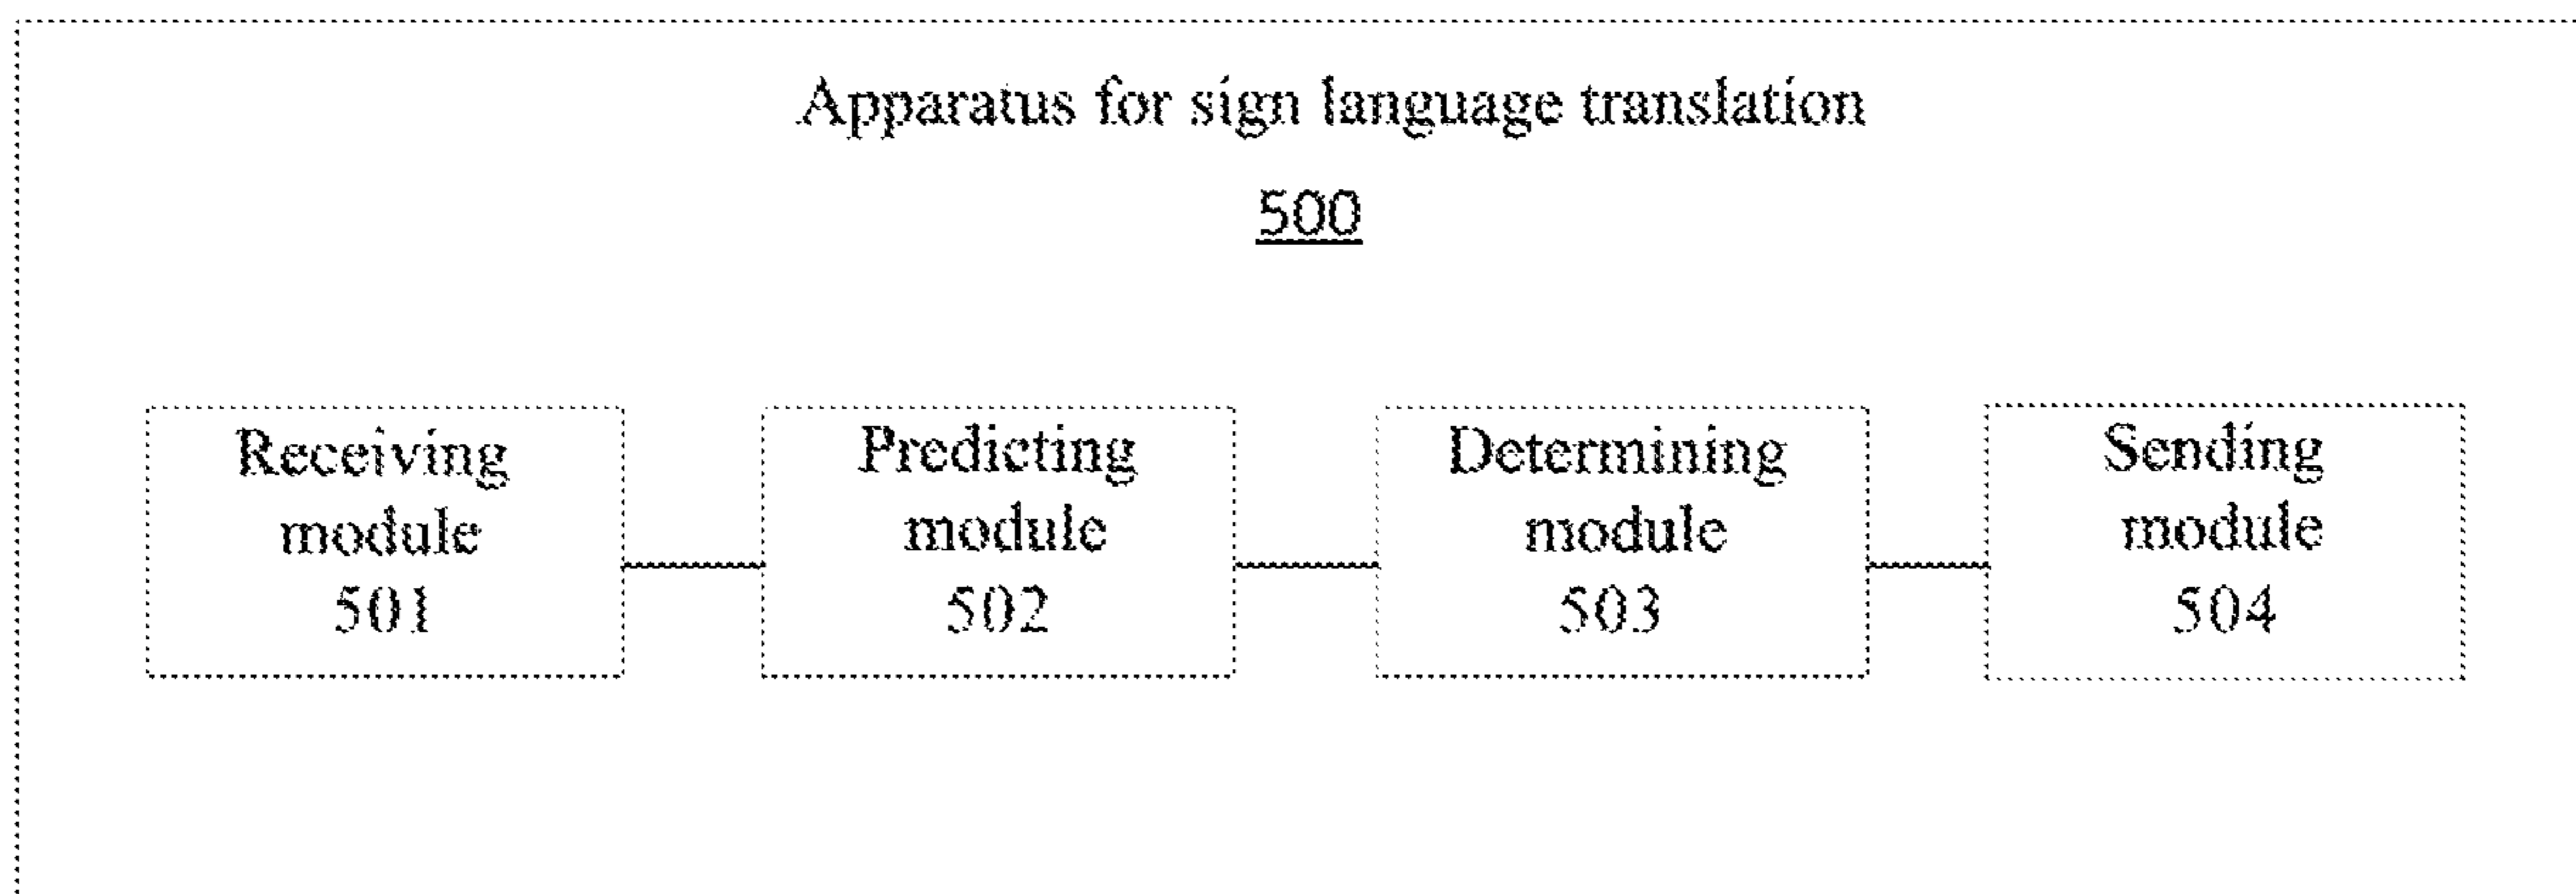 Apparatus for sign language translation
500
Receiving
module
501
Predicting
module
502
Determining
module
503
Sending
module
504